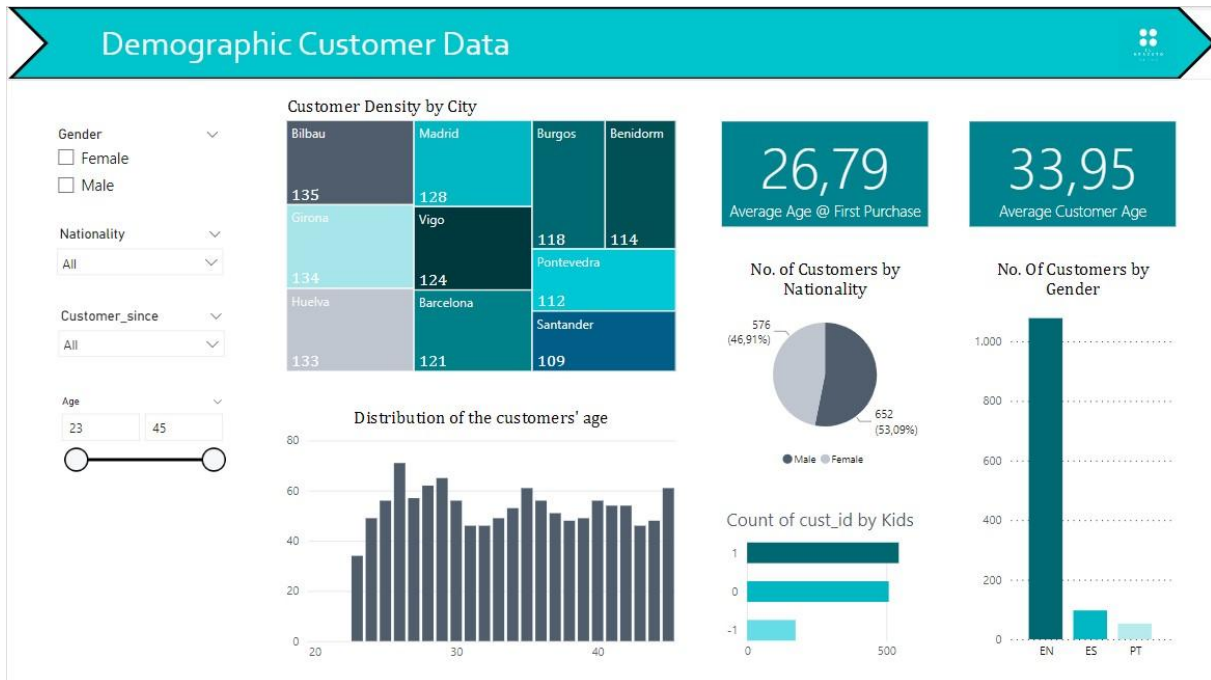 Demographic Customer Data
Gender
Female
Male
Nationality
All
Customer_since
All
Age
23 45
Customer Density by City
Bilbau
135
Girona
134
Huelva
133
Madrid
128
Vigo
124
Barcelona
121
Burgos
118
Benidorm
114
Pontevedra
112
Santander
109
Distribution of the customers' age
80
60
40
20
0
20 30 40
26,79
Average Age @ First Purchase
33,95
Average Customer Age
No. of Customers by
Nationality
576
(46,91%)
652
(53,09%)
Male Female
Count of cust_id by Kids
1
0
-1
0 500
No. Of Customers by
Gender
1.000
800
600
400
200
0
EN ES PT